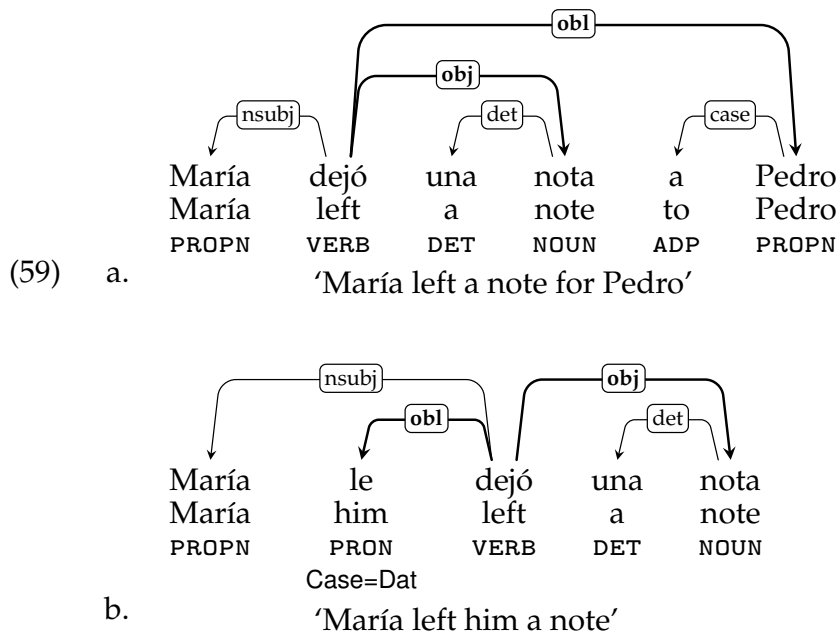 obl
obj
nsubj det case
María dejó una nota a Pedro
María left a note to Pedro
PROPN VERB DET NOUN ADP PROPN
(59) a. ‘María left a note for Pedro’
nsubj obj
obl det
María le dejó una nota
María him left a note
PROPN PRON VERB DET NOUN
Case=Dat
b. ‘María left him a note’